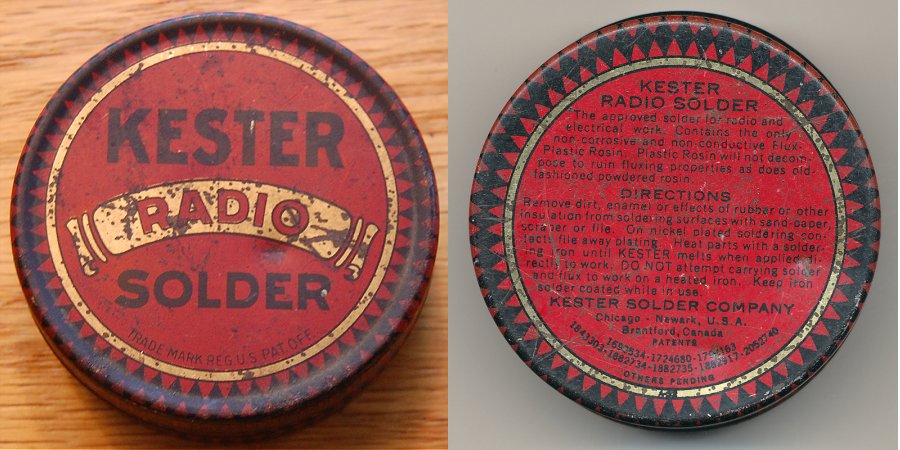 KESTER
RADIO
SOLDER
TRADE MARK REG. U.S. PAT. OFF.
KESTER
RADIO SOLDER
The approved solder for radio and
electrical work. Contains the only
non-corrosive and non-conductive Flux-
Plastic Rosin. Plastic Rosin will not decom-
pose to ruin fluxing properties as does old-
fashioned powdered rosin.
DIRECTIONS
Remove dirt, enamel or effects of rubber or other
insulation from soldering surfaces with sand-paper,
scraper or file. On nickel plated soldering con-
tacts file away plating. Heat parts with a solder-
ing iron until KESTER melts when applied di-
rectly to work. DO NOT attempt carrying solder
and flux to work on a heated iron. Keep iron
solder coated while in use.
KESTER SOLDER COMPANY
Chicago - Newark, U.S.A.
Brantford, Canada
PATENTS
-1724680-
1843303-1882734-1882735-1882917-2052740
OTHERS PENDING